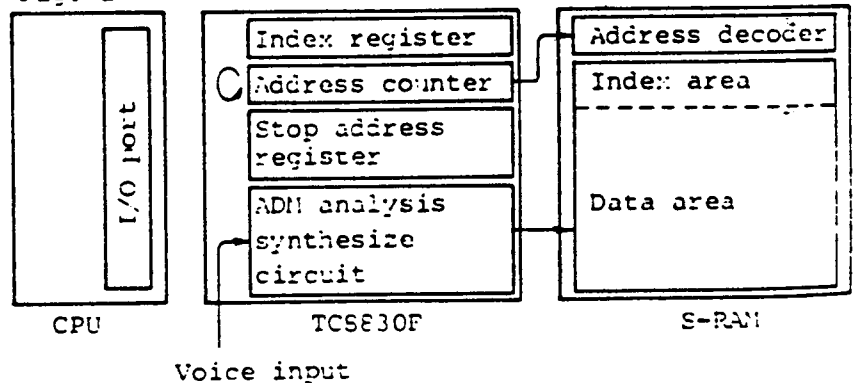 Index register
Address counter
Stop address
register
ADM analysis
synthesize
circuit
I/O port
Address decoder
Index area
Data area
CPU
S-RAM
Voice input